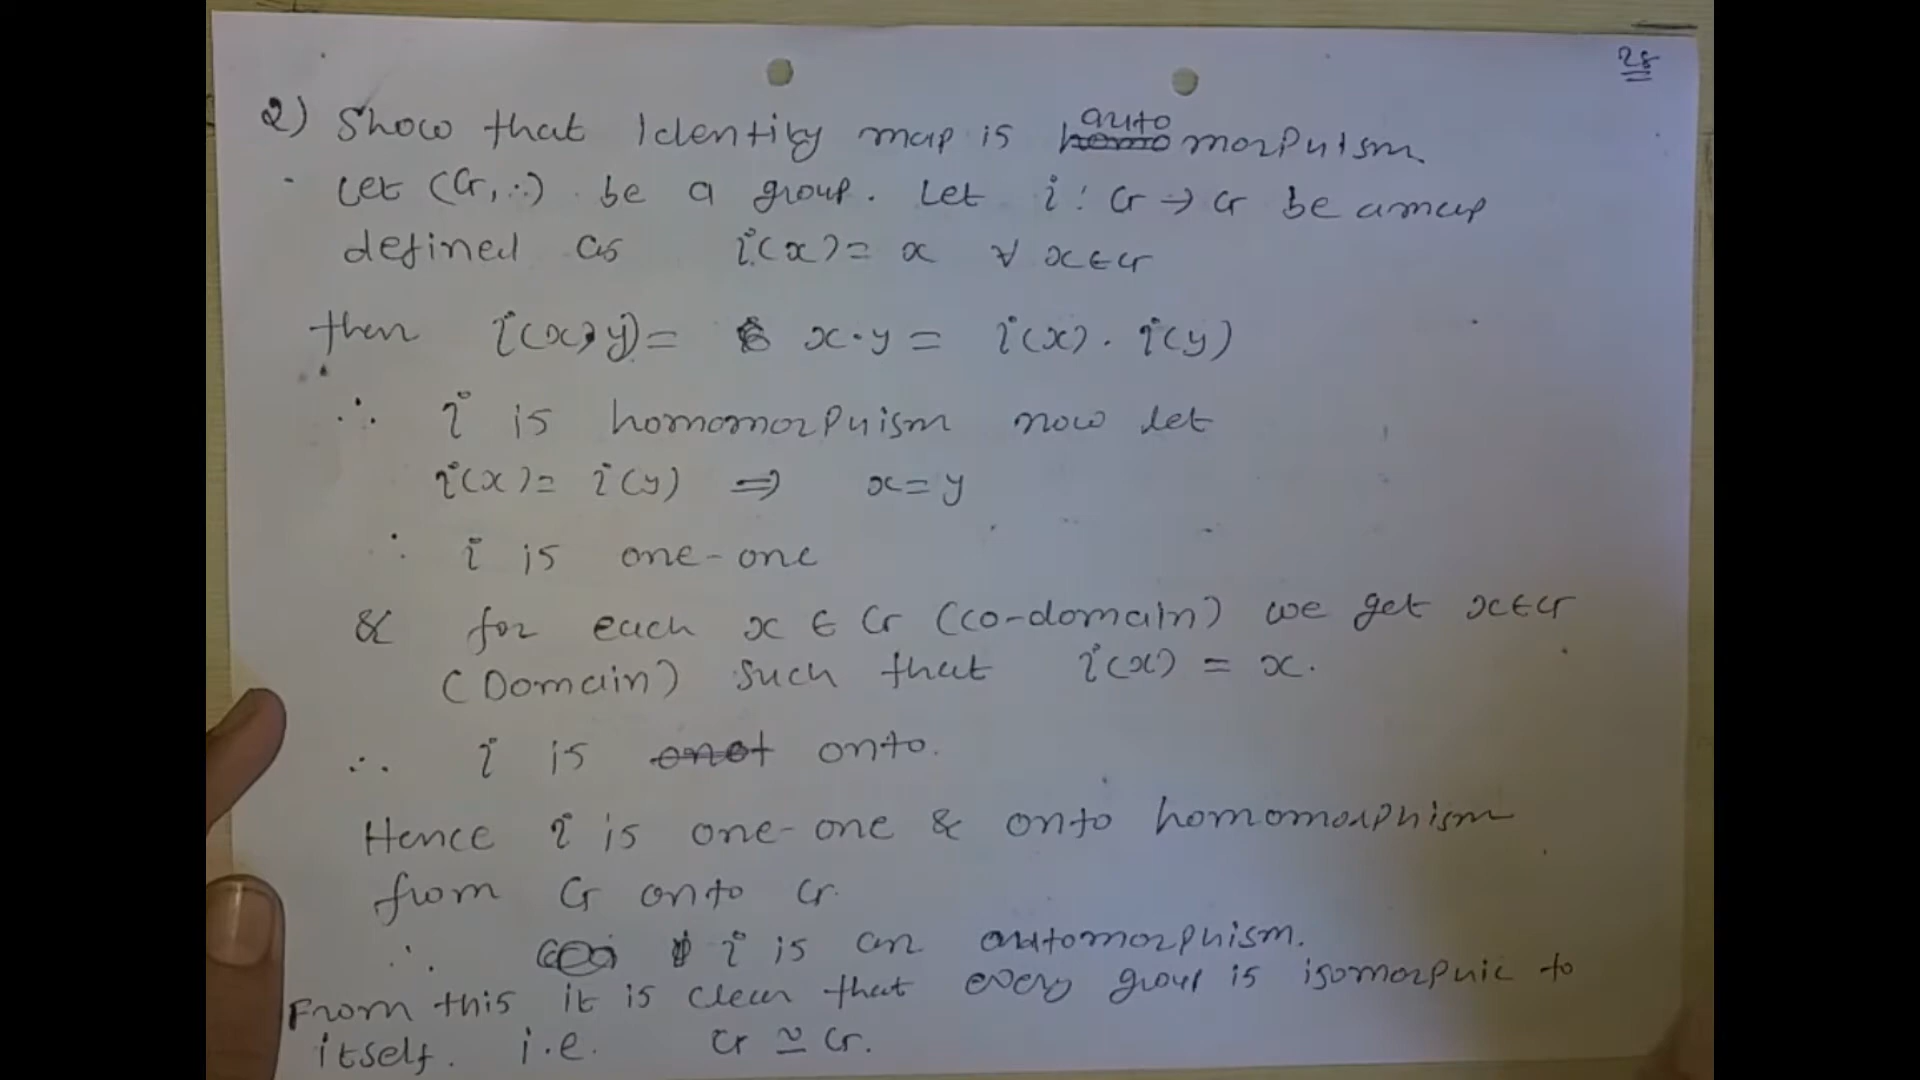 28
2) Show that Identity map is automorphism
Let (G, .) be a group. Let i : G → G be a map
defined as i(x) = x ∀ x∈G
then i(x,y) = x·y = i(x) . i(y)
∴ i is homomorphism now let
i(x) = i(y) ⇒ x=y
∴ i is one-one
& for each x ∈ G (co-domain) we get x∈G
(Domain) such that i(x) = x.
∴ i is onto.
Hence i is one-one & onto homomorphism
from G onto G
∴ i is an automorphism.
From this it is clear that every group is isomorphic to
itself. i.e. G ≃ G.